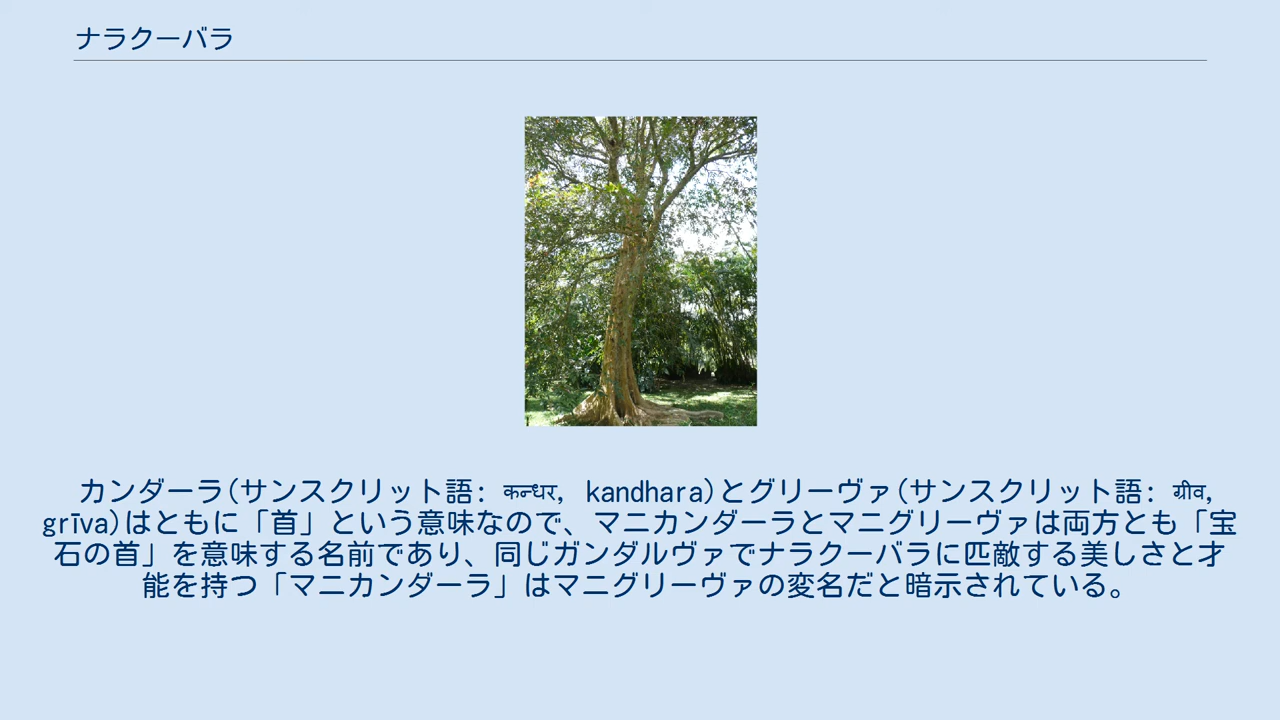 ナラクーバラ
カンダーラ(サンスクリット語: कन्धर, kandhara)とグリーヴァ(サンスクリット語: ग्रीव,
grīva)はともに「首」という意味なので、マニカンダーラとマニグリーヴァは両方とも「宝
石の首」を意味する名前であり、同じガンダルヴァでナラクーバラに匹敵する美しさと才
能を持つ「マニカンダーラ」はマニグリーヴァの変名だと暗示されている。